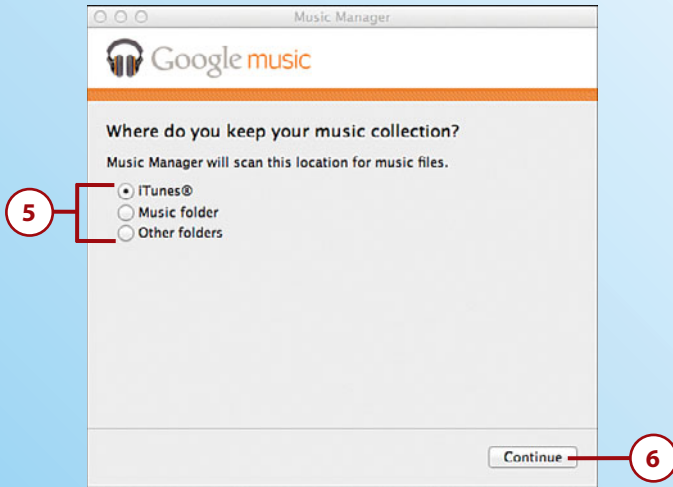 Music Manager
Google music
Where do you keep your music collection?
Music Manager will scan this location for music files.
iTunes®
Music folder
Other folders
5
Continue
6